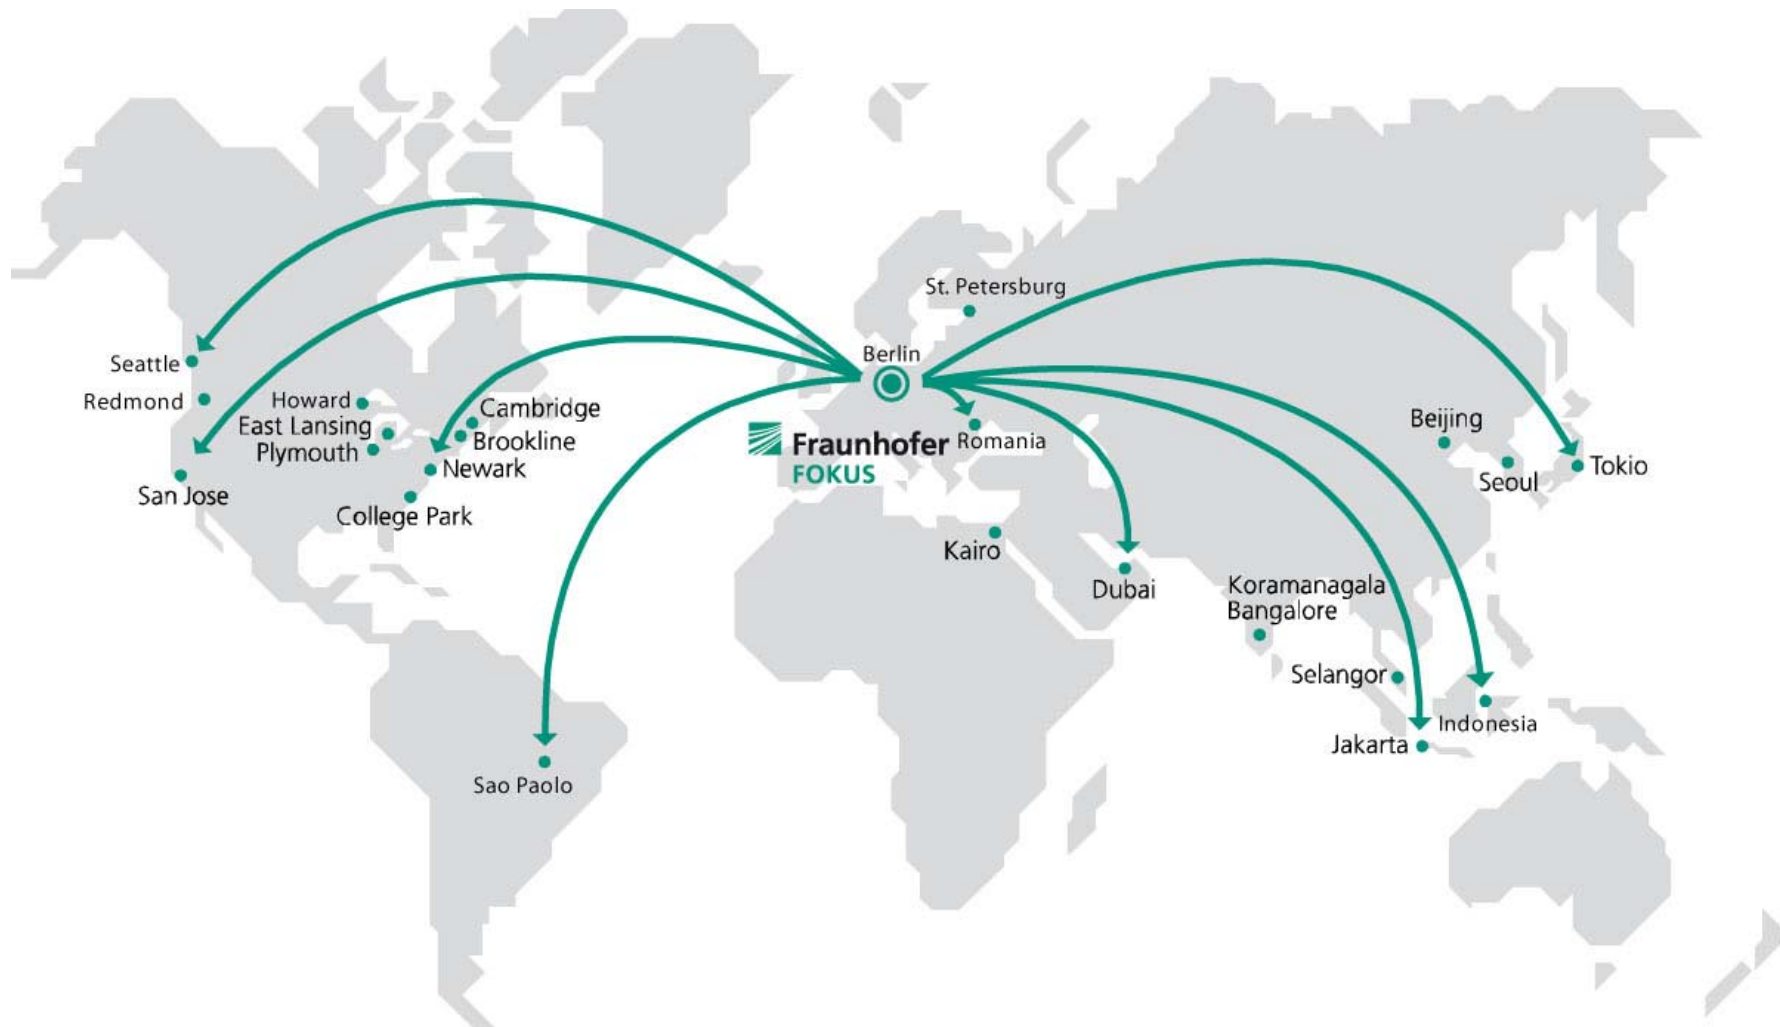 St. Petersburg
Berlin
Seattle
Redmond
Howard
East Lansing
Plymouth
Cambridge
Brookline
Newark
San Jose
College Park
Fraunhofer
FOKUS
Romania
Beijing
Seoul
Tokio
Kairo
Dubai
Koramanagala
Bangalore
Selangor
Indonesia
Jakarta
Sao Paolo